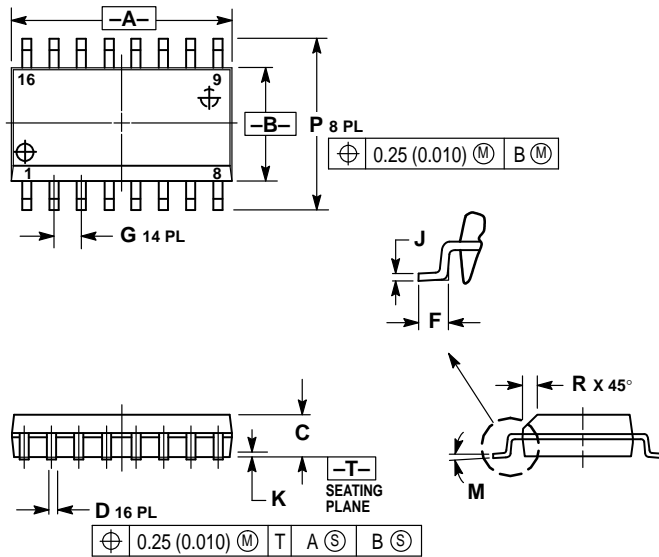 –A–
16 9
–B–
P 8 PL
⌖ 0.25 (0.010) Ⓜ B Ⓜ
1 8
G 14 PL
J
F
R X 45°
C
–T–
SEATING
PLANE
K
M
D 16 PL
⌖ 0.25 (0.010) Ⓜ T A Ⓢ B Ⓢ